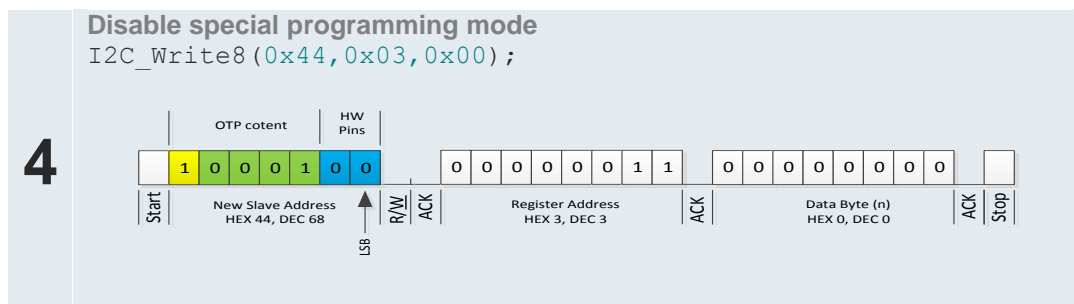 Disable special programming mode
I2C_Write8(0x44,0x03,0x00);
4
OTP cotent
HW
Pins
1 0 0 0 1 0 0
0 0 0 0 0 0 1 1
0 0 0 0 0 0 0 0
Start
New Slave Address
HEX 44, DEC 68
LSB
R/W
ACK
Register Address
HEX 3, DEC 3
ACK
Data Byte (n)
HEX 0, DEC 0
ACK
Stop